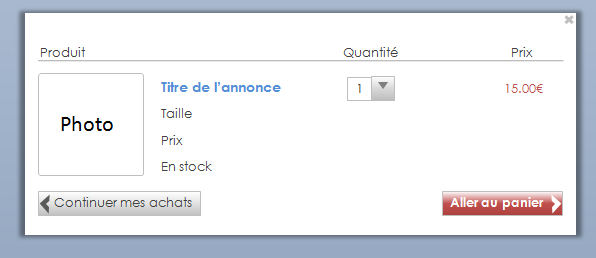 Produit Quantité Prix
Photo
Titre de l'annonce 1 15.00€
Taille
Prix
En stock
Continuer mes achats Aller au panier